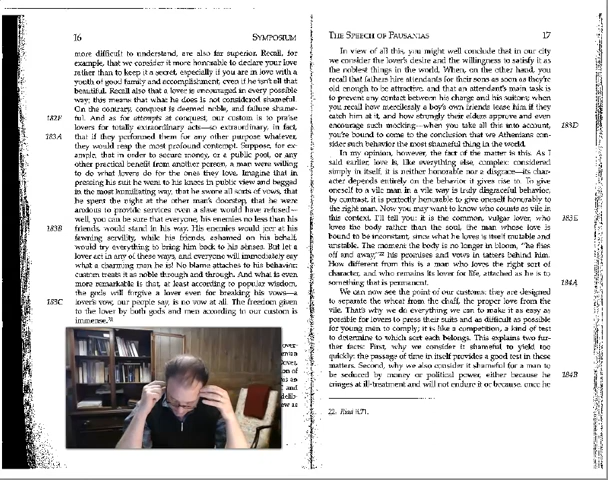 16 SYMPOSIUM
more difficult to understand, are also far superior. Recall, for
example, that we consider it more honorable to declare your love
rather than to keep it a secret, especially if you are in love with a
youth of good family and accomplishment, even if he isn't all that
beautiful. Recall also that a lover is encouraged in every possible
way; this means that what he does is not considered shameful.
On the contrary, conquest is deemed noble, and failure shame-
182E ful. And as for attempts at conquest, our custom is to praise
lovers for totally extraordinary acts—so extraordinary, in fact,
183A that if they performed them for any other purpose whatever,
they would reap the most profound contempt. Suppose, for ex-
ample, that in order to secure money, or a public post, or any
other practical benefit from another person, a man were willing
to do what lovers do for the ones they love. Imagine that in
pressing his suit he went to his knees in public view and begged
in the most humiliating way, that he swore all sorts of vows, that
he spent the night at the other man's doorstep, that he were
anxious to provide services even a slave would have refused—
well, you can be sure that everyone, his enemies no less than his
183B friends, would stand in his way. His enemies would jeer at his
fawning servility, while his friends, ashamed on his behalf,
would try everything to bring him back to his senses. But let a
lover act in any of these ways, and everyone will immediately say
what a charming man he is! No blame attaches to his behavior:
custom treats it as noble through and through. And what is even
more remarkable is that, at least according to popular wisdom,
the gods will forgive a lover even for breaking his vows—a
183C lover's vow, our people say, is no vow at all. The freedom given
to the lover by both gods and men according to our custom is
immense.
THE SPEECH OF PAUSANIAS 17
In view of all this, you might well conclude that in our city
we consider the lover's desire and the willingness to satisfy it as
the noblest things in the world. When, on the other hand, you
recall that fathers hire attendants for their sons as soon as they're
old enough to be attractive, and that an attendant's main task is
to prevent any contact between his charge and his suitors; when
you recall how mercilessly a boy's own friends tease him if they
catch him at it, and how strongly their elders approve and even
encourage such mocking—when you take all this into account, 183D
you're bound to come to the conclusion that we Athenians con-
sider such behavior the most shameful thing in the world.
In my opinion, however, the fact of the matter is this. As I
said earlier, love is, like everything else, complex: considered
simply in itself, it is neither honorable nor a disgrace—its char-
acter depends entirely on the behavior it gives rise to. To give
oneself to a vile man in a vile way is truly disgraceful behavior;
by contrast, it is perfectly honorable to give oneself honorably to
the right man. Now you may want to know who counts as vile in
this context. I'll tell you: it is the common, vulgar lover, who 183E
loves the body rather than the soul, the man whose love is
bound to be inconstant, since what he loves is itself mutable and
unstable. The moment the body is no longer in bloom, "he flies
off and away,"22 his promises and vows in tatters behind him.
How different from this is a man who loves the right sort of
character, and who remains its lover for life, attached as he is to
something that is permanent. 184A
We can now see the point of our customs: they are designed
to separate the wheat from the chaff, the proper love from the
vile. That's why we do everything we can to make it as easy as
possible for lovers to press their suits and as difficult as possible
for young men to comply; it is like a competition, a kind of test
to determine to which sort each belongs. This explains two fur-
ther facts: First, why we consider it shameful to yield too
quickly: the passage of time in itself provides a good test in these
matters. Second, why we also consider it shameful for a man to
be seduced by money or political power, either because he 184B
cringes at ill-treatment and will not endure it or because, once he
22. Iliad ii.71.